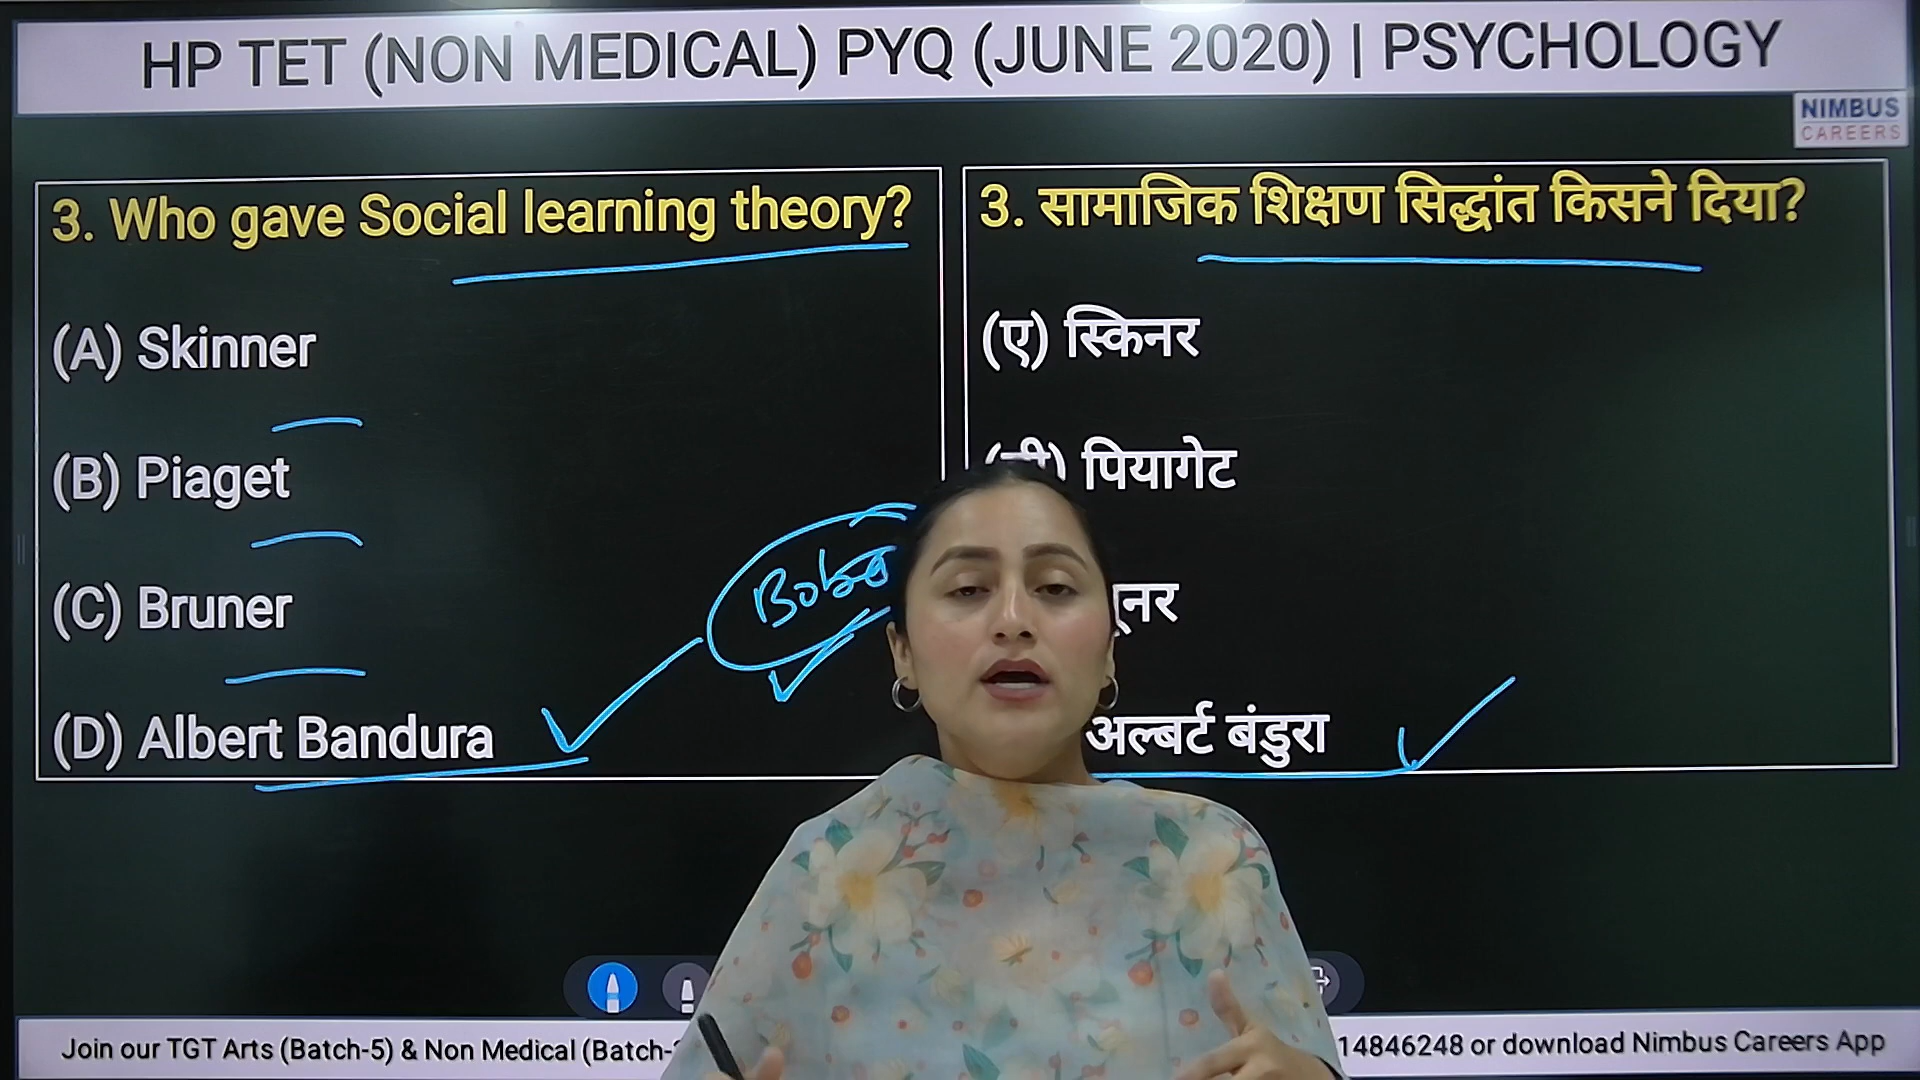 HP TET (NON MEDICAL) PYQ (JUNE 2020) | PSYCHOLOGY
NIMBUS
CAREERS
3. Who gave Social learning theory?
(A) Skinner
(B) Piaget
(C) Bruner
(D) Albert Bandura
3. सामाजिक शिक्षण सिद्धांत किसने दिया?
(ए) स्किनर
पियागेट
अल्बर्ट बंडुरा
Join our TGT Arts (Batch-5) & Non Medical (Batch-
14846248 or download Nimbus Careers App